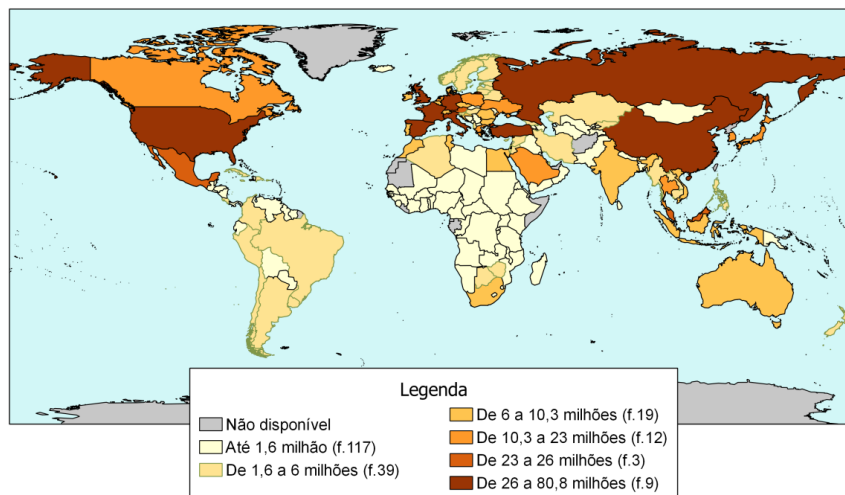 Legenda
Não disponível
Até 1,6 milhão (f.117)
De 1,6 a 6 milhões (f.39)
De 6 a 10,3 milhões (f.19)
De 10,3 a 23 milhões (f.12)
De 23 a 26 milhões (f.3)
De 26 a 80,8 milhões (f.9)